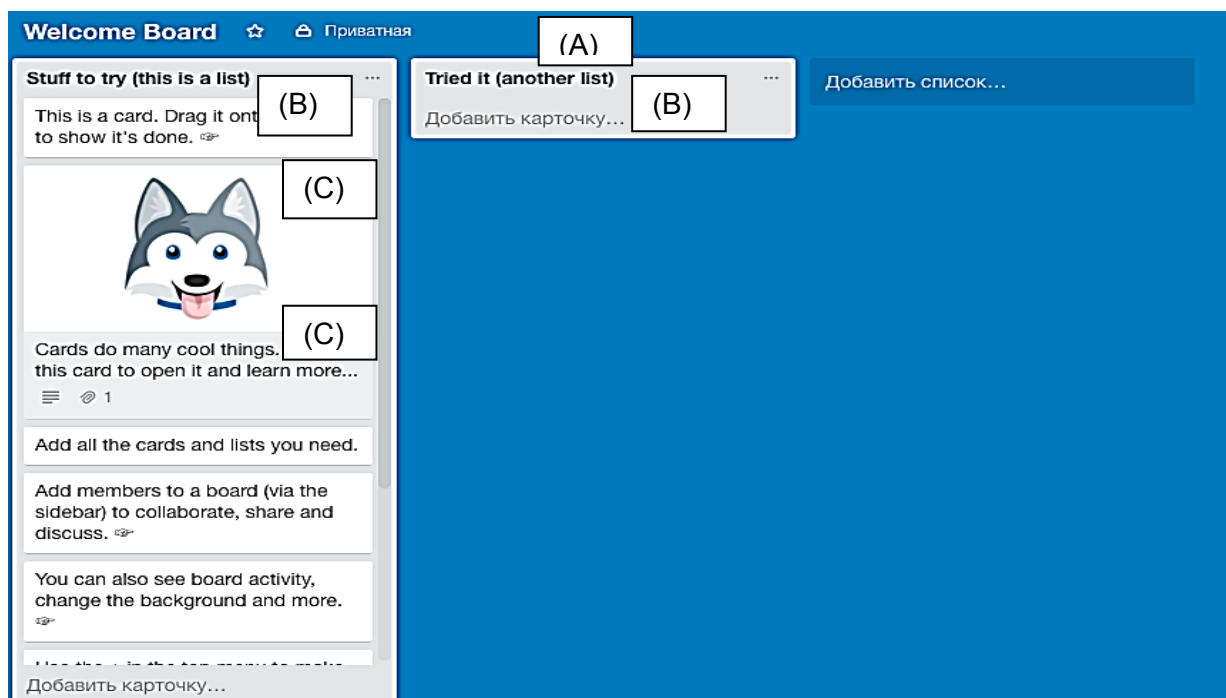 Welcome Board Приватная
(A)
Stuff to try (this is a list)
(B)
This is a card. Drag it
to show it's done.
(C)
(C)
Cards do many cool things.
this card to open it and learn more...
1
Add all the cards and lists you need.
Add members to a board (via the
sidebar) to collaborate, share and
discuss.
You can also see board activity,
change the background and more.
Добавить карточку...
Tried it (another list)
(B)
Добавить карточку...
Добавить список...